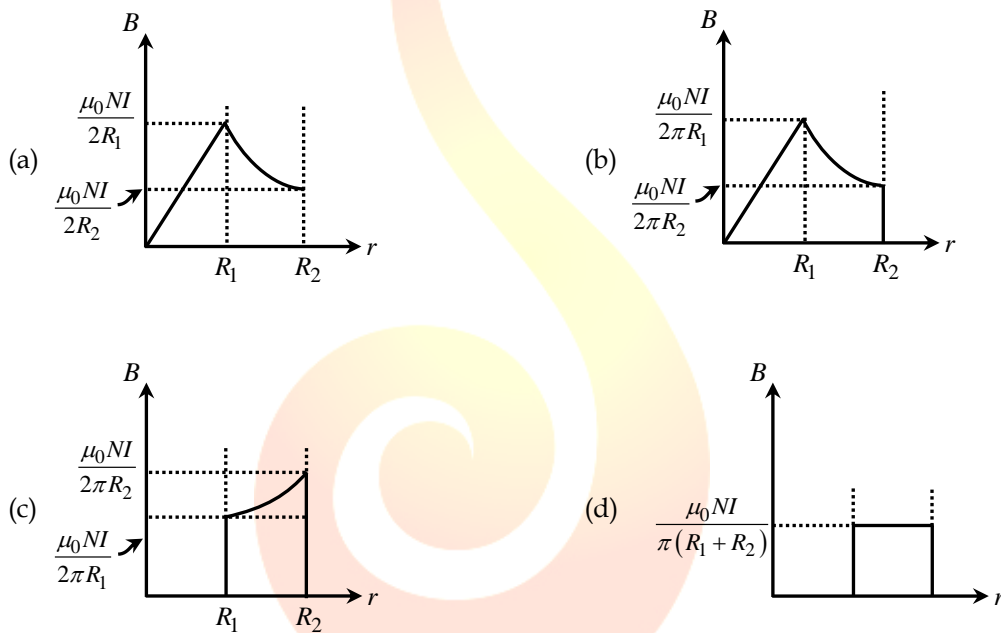 (a)
B
μ₀NI/2R₁
μ₀NI/2R₂
R₁ R₂ r
(b)
B
μ₀NI/2πR₁
μ₀NI/2πR₂
R₁ R₂ r
(c)
B
μ₀NI/2πR₂
μ₀NI/2πR₁
R₁ R₂ r
(d)
B
μ₀NI/π(R₁ + R₂)
r